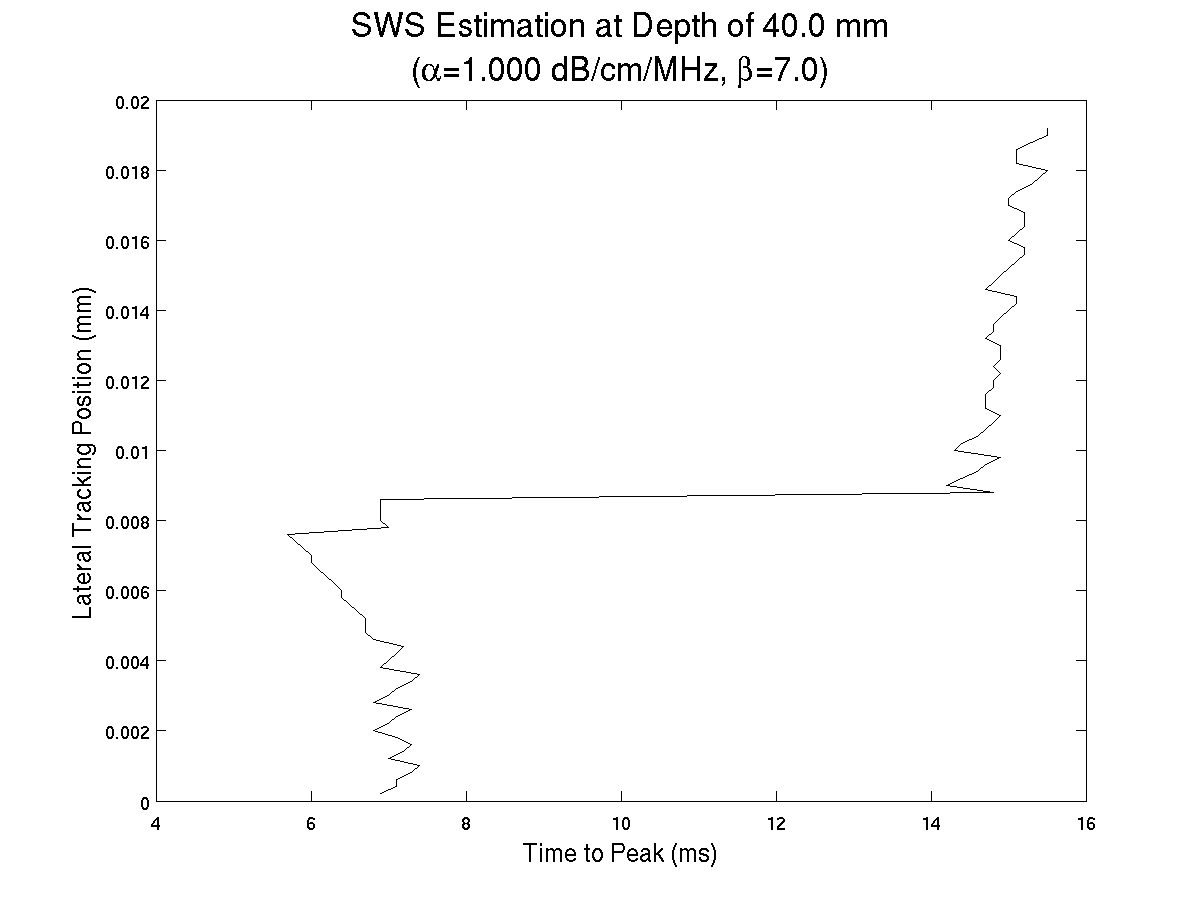 SWS Estimation at Depth of 40.0 mm
(α=1.000 dB/cm/MHz, β=7.0)
0.02
0.018
0.016
0.014
0.012
0.01
0.008
0.006
0.004
0.002
0
Lateral Tracking Position (mm)
4 6 8 10 12 14 16
Time to Peak (ms)